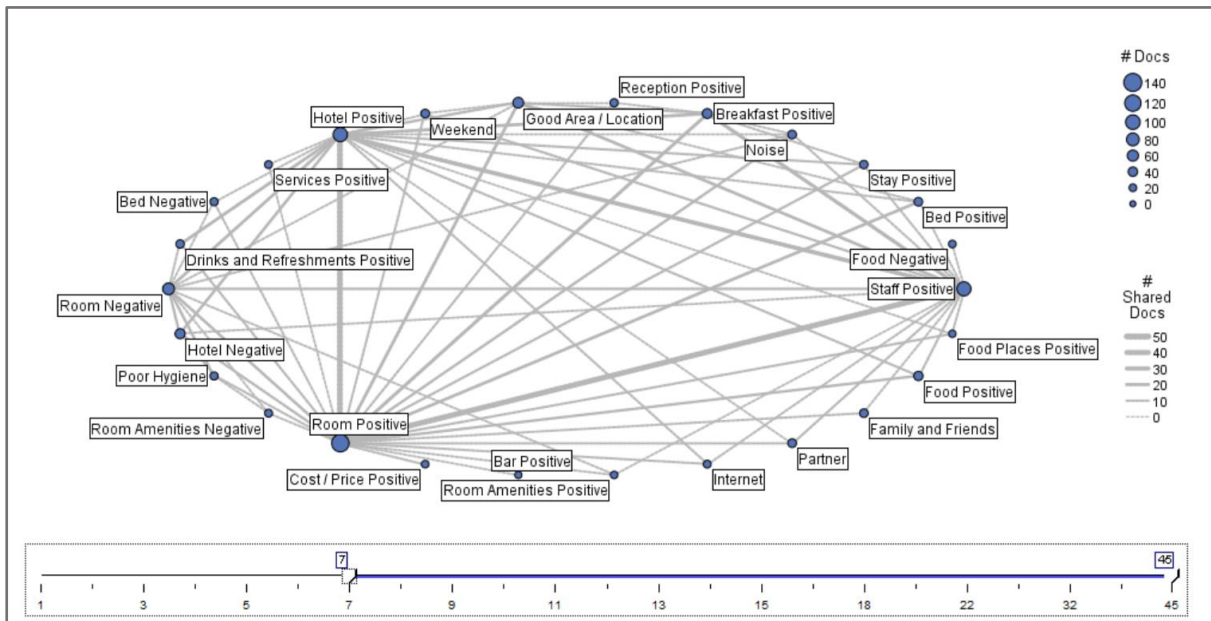 # Docs
140
120
100
80
60
40
20
0
Reception Positive
Hotel Positive
Weekend
Good Area / Location
Breakfast Positive
Noise
Services Positive
Stay Positive
Bed Negative
Bed Positive
Drinks and Refreshments Positive
Food Negative
Room Negative
Staff Positive
#
Shared
Docs
50
40
30
20
10
0
Hotel Negative
Food Places Positive
Poor Hygiene
Food Positive
Room Amenities Negative
Room Positive
Family and Friends
Partner
Bar Positive
Cost / Price Positive
Room Amenities Positive
Internet
7
45
1
3
5
7
9
11
13
15
18
22
32
45